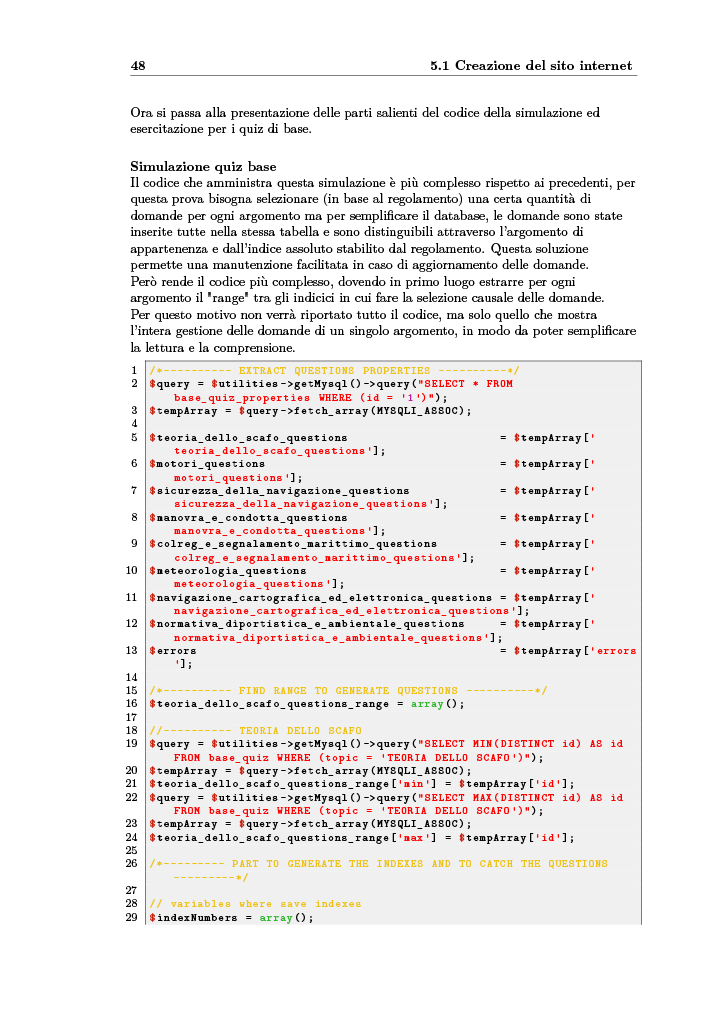 48 5.1 Creazione del sito internet
Ora si passa alla presentazione delle parti salienti del codice della simulazione ed
esercitazione per i quiz di base.
Simulazione quiz base
Il codice che amministra questa simulazione è più complesso rispetto ai precedenti, per
questa prova bisogna selezionare (in base al regolamento) una certa quantità di
domande per ogni argomento ma per semplificare il database, le domande sono state
inserite tutte nella stessa tabella e sono distinguibili attraverso l'argomento di
appartenenza e dall'indice assoluto stabilito dal regolamento. Questa soluzione
permette una manutenzione facilitata in caso di aggiornamento delle domande.
Però rende il codice più complesso, dovendo in primo luogo estrarre per ogni
argomento il "range" tra gli indicici in cui fare la selezione causale delle domande.
Per questo motivo non verrà riportato tutto il codice, ma solo quello che mostra
l'intera gestione delle domande di un singolo argomento, in modo da poter semplificare
la lettura e la comprensione.
1 /*---------- EXTRACT QUESTIONS PROPERTIES ----------*/
2 $query = $utilities->getMysql()->query("SELECT * FROM
base_quiz_properties WHERE (id = '1')");
3 $tempArray = $query->fetch_array(MYSQLI_ASSOC);
4
5 $teoria_dello_scafo_questions = $tempArray['
teoria_dello_scafo_questions'];
6 $motori_questions = $tempArray['
motori_questions'];
7 $sicurezza_della_navigazione_questions = $tempArray['
sicurezza_della_navigazione_questions'];
8 $manovra_e_condotta_questions = $tempArray['
manovra_e_condotta_questions'];
9 $colreg_e_segnalamento_marittimo_questions = $tempArray['
colreg_e_segnalamento_marittimo_questions'];
10 $meteorologia_questions = $tempArray['
meteorologia_questions'];
11 $navigazione_cartografica_ed_elettronica_questions = $tempArray['
navigazione_cartografica_ed_elettronica_questions'];
12 $normativa_diportistica_e_ambientale_questions = $tempArray['
normativa_diportistica_e_ambientale_questions'];
13 $errors = $tempArray['errors
'];
14
15 /*---------- FIND RANGE TO GENERATE QUESTIONS ----------*/
16 $teoria_dello_scafo_questions_range = array();
17
18 //---------- TEORIA DELLO SCAFO
19 $query = $utilities->getMysql()->query("SELECT MIN(DISTINCT id) AS id
FROM base_quiz WHERE (topic = 'TEORIA DELLO SCAFO')");
20 $tempArray = $query->fetch_array(MYSQLI_ASSOC);
21 $teoria_dello_scafo_questions_range['min'] = $tempArray['id'];
22 $query = $utilities->getMysql()->query("SELECT MAX(DISTINCT id) AS id
FROM base_quiz WHERE (topic = 'TEORIA DELLO SCAFO')");
23 $tempArray = $query->fetch_array(MYSQLI_ASSOC);
24 $teoria_dello_scafo_questions_range['max'] = $tempArray['id'];
25
26 /*--------- PART TO GENERATE THE INDEXES AND TO CATCH THE QUESTIONS
---------*/
27
28 // variables where save indexes
29 $indexNumbers = array();